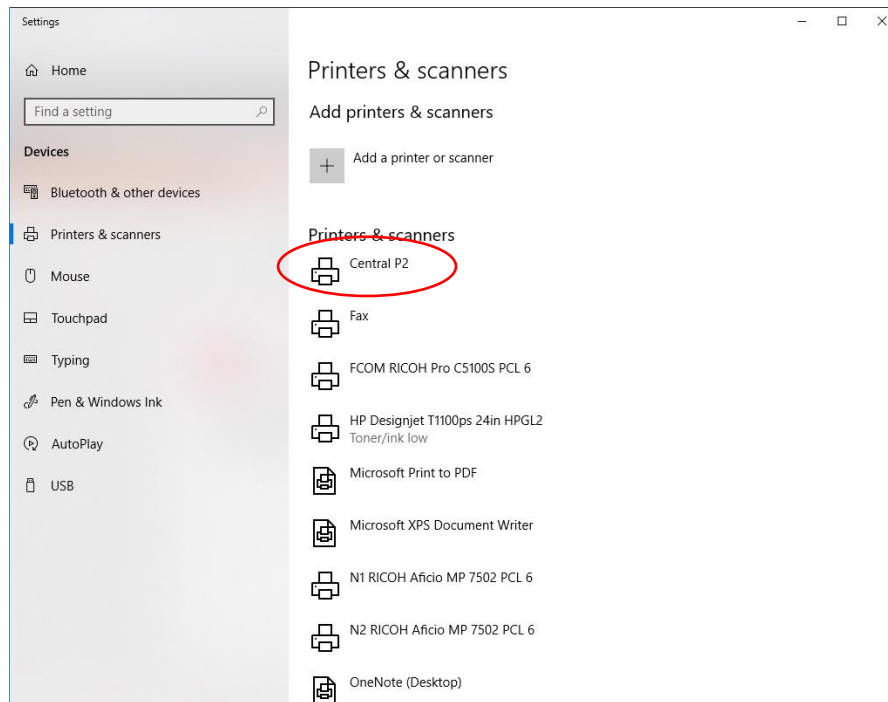 Settings
Home
Find a setting
Devices
Bluetooth & other devices
Printers & scanners
Mouse
Touchpad
Typing
Pen & Windows Ink
AutoPlay
USB
Printers & scanners
Add printers & scanners
Add a printer or scanner
Printers & scanners
Central P2
Fax
FCOM RICOH Pro C5100S PCL 6
HP Designjet T1100ps 24in HPGL2
Toner/ink low
Microsoft Print to PDF
Microsoft XPS Document Writer
N1 RICOH Aficio MP 7502 PCL 6
N2 RICOH Aficio MP 7502 PCL 6
OneNote (Desktop)